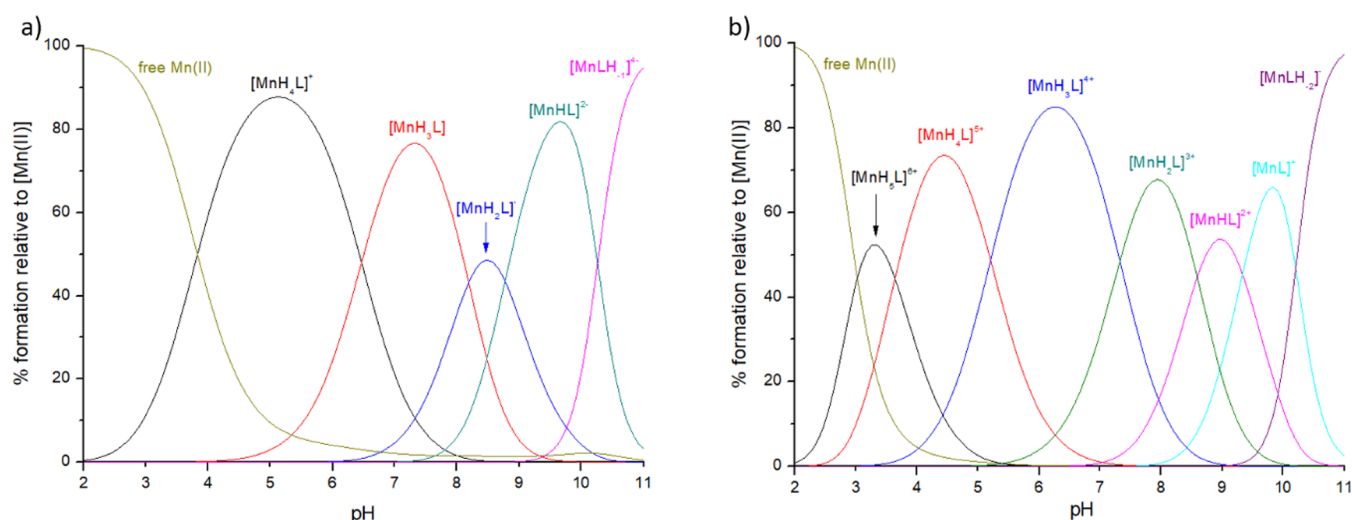 a)
% formation relative to [Mn(II)]
100
80
60
40
20
0
2 3 4 5 6 7 8 9 10 11
pH
free Mn(II)
[MnH₄L]⁺
[MnH₃L]
[MnH₂L]⁻
[MnHL]²⁻
[MnLH₋₁]⁴⁻
b)
% formation relative to [Mn(II)]
100
80
60
40
20
0
2 3 4 5 6 7 8 9 10 11
pH
free Mn(II)
[MnH₅L]⁶⁺
[MnH₄L]⁵⁺
[MnH₃L]⁴⁺
[MnH₂L]³⁺
[MnHL]²⁺
[MnL]⁺
[MnLH₋₂]⁻